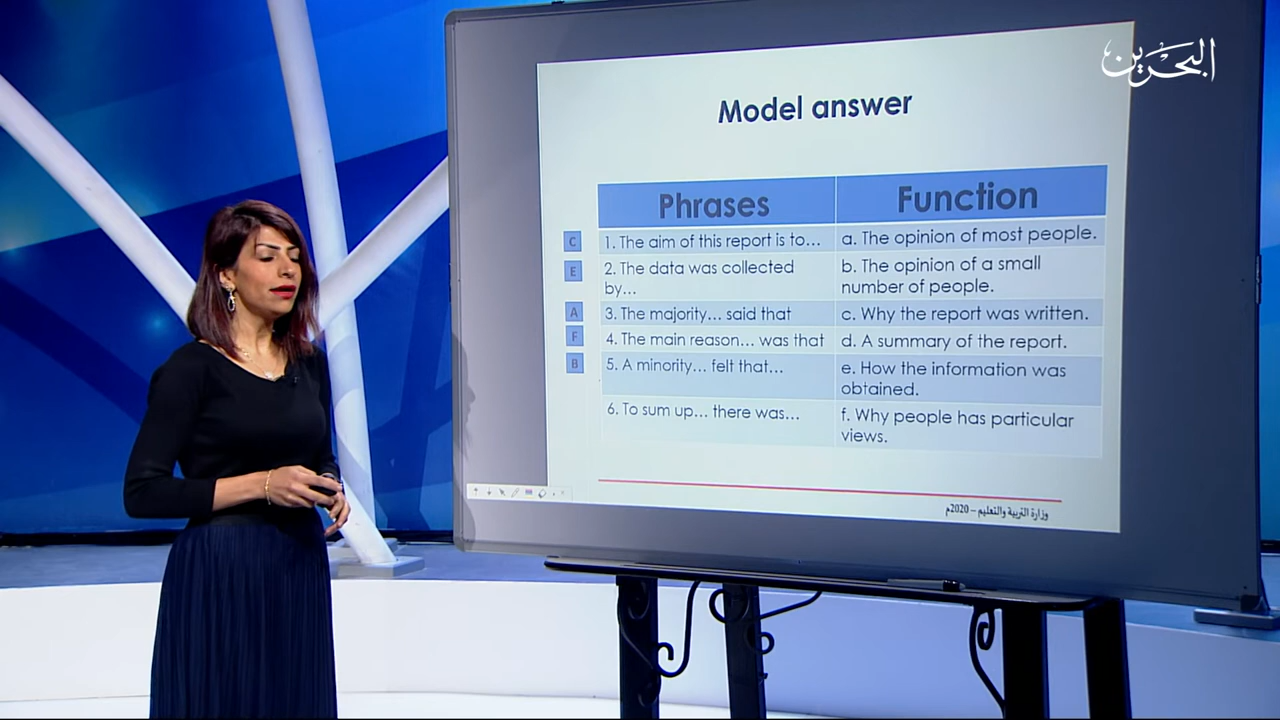 البحرين
Model answer
Phrases Function
C 1. The aim of this report is to... a. The opinion of most people.
E 2. The data was collected by... b. The opinion of a small number of people.
A 3. The majority... said that c. Why the report was written.
F 4. The main reason... was that d. A summary of the report.
B 5. A minority... felt that... e. How the information was obtained.
6. To sum up... there was... f. Why people has particular views.
وزارة التربية والتعليم – 2020م